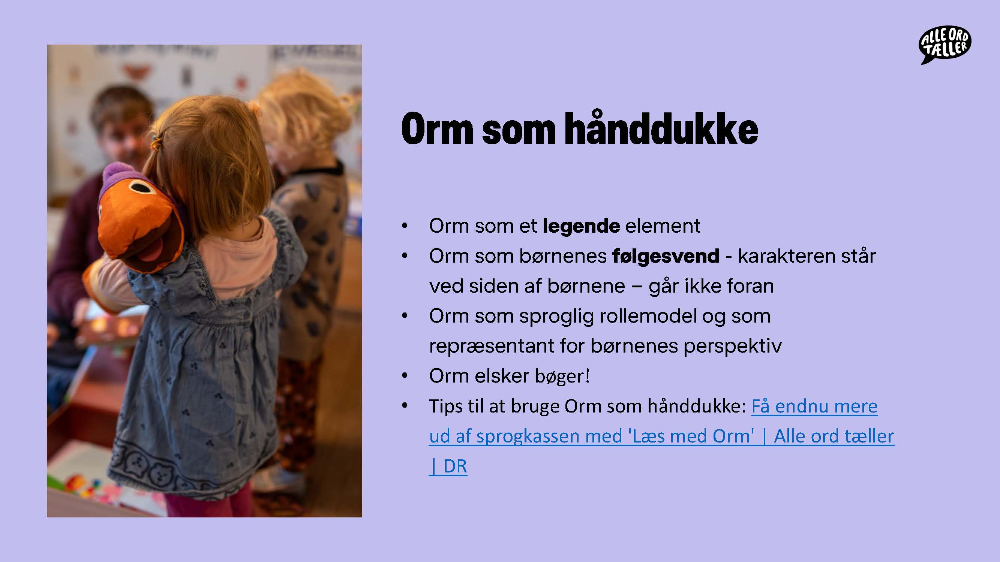 ALLE ORD
TÆLLER
Orm som hånddukke
• Orm som et legende element
• Orm som børnenes følgesvend - karakteren står
ved siden af børnene – går ikke foran
• Orm som sproglig rollemodel og som
repræsentant for børnenes perspektiv
• Orm elsker bøger!
• Tips til at bruge Orm som hånddukke: Få endnu mere
ud af sprogkassen med 'Læs med Orm' | Alle ord tæller
| DR